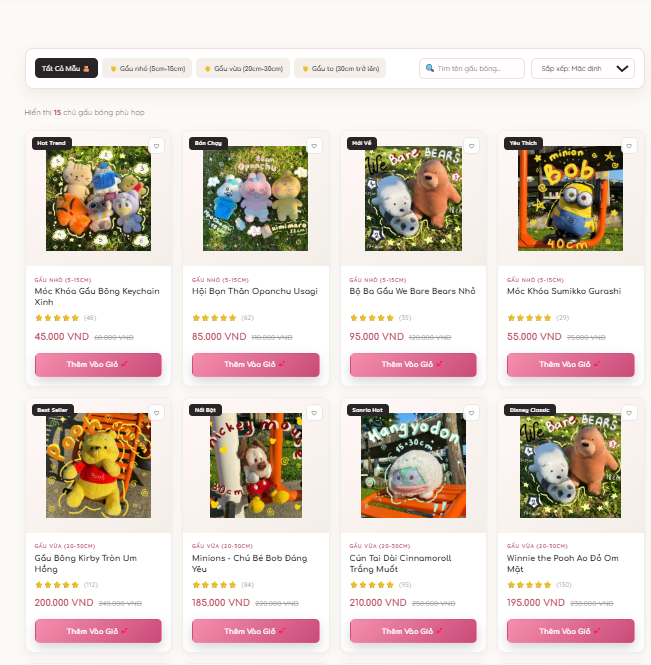 Tất Cả Mẫu
Gấu nhỏ (5cm-15cm)
Gấu vừa (20cm-30cm)
Gấu to (30cm trở lên)
Tìm tên gấu bông...
Sắp xếp: Mặc định
Hiển thị 15 chú gấu bông phù hợp
Hot Trend
Bán Chạy
Mới Về
Yêu Thích
Opanchu
mimimaro
We Bare BEARS
minion
Bob
40cm
GẤU NHỎ (5-15CM)
Móc Khóa Gấu Bông Keychain
Xinh
(48)
45.000 VND 60.000 VND
Thêm Vào Giỏ
GẤU NHỎ (5-15CM)
Hội Bạn Thân Opanchu Usagi
(62)
85.000 VND 110.000 VND
Thêm Vào Giỏ
GẤU NHỎ (5-15CM)
Bộ Ba Gấu We Bare Bears Nhỏ
(35)
95.000 VND 120.000 VND
Thêm Vào Giỏ
GẤU NHỎ (5-15CM)
Móc Khóa Sumikko Gurashi
(29)
55.000 VND 75.000 VND
Thêm Vào Giỏ
Best Seller
Nổi Bật
Sanrio Hot
Disney Classic
mickey mouse
30cm
Hangyodon
15+30cm
We Bare BEARS
GẤU VỪA (20-30CM)
Gấu Bông Kirby Tròn Um
Hồng
(112)
200.000 VND 240.000 VND
Thêm Vào Giỏ
GẤU VỪA (20-30CM)
Minions - Chú Bé Bob Đáng
Yêu
(84)
185.000 VND 220.000 VND
Thêm Vào Giỏ
GẤU VỪA (20-30CM)
Cún Tai Dài Cinnamoroll
Trắng Muốt
(95)
210.000 VND 250.000 VND
Thêm Vào Giỏ
GẤU VỪA (20-30CM)
Winnie the Pooh Áo Đỏ Om
Mật
(130)
195.000 VND 230.000 VND
Thêm Vào Giỏ